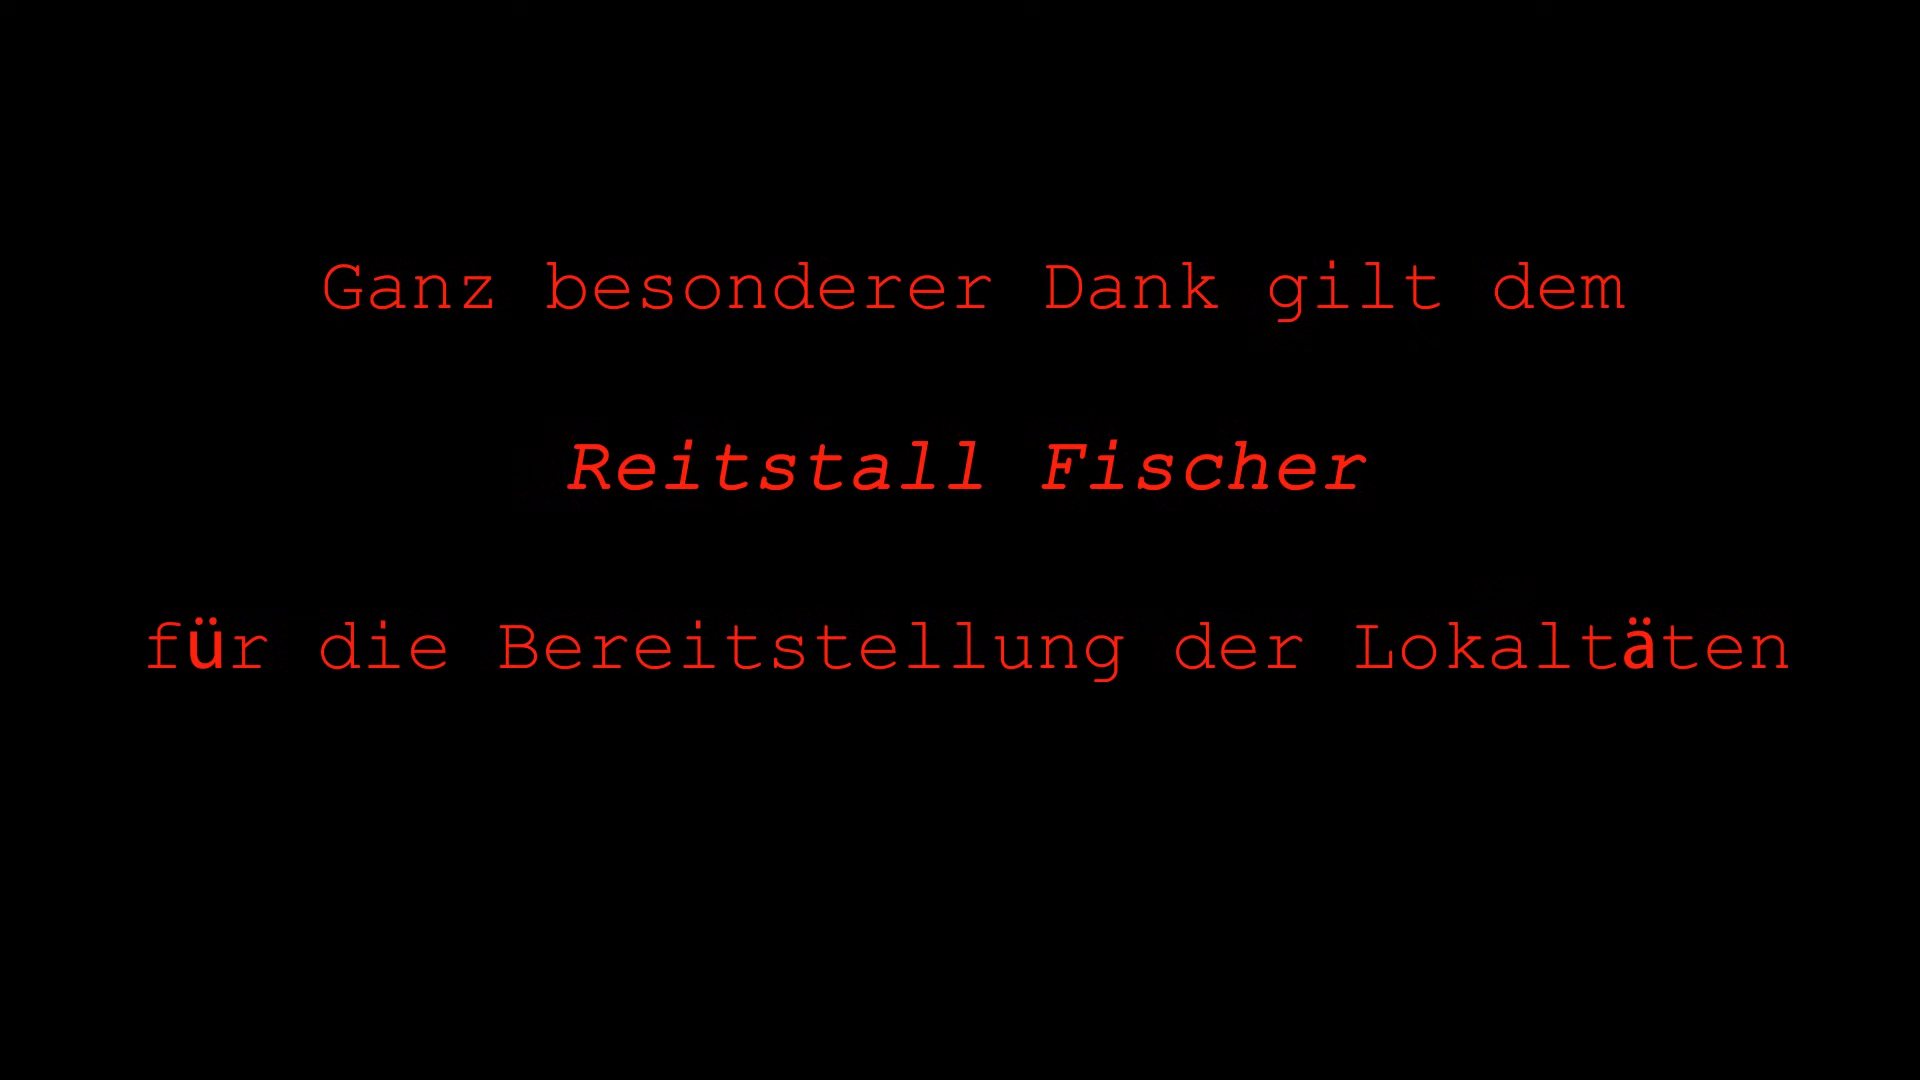 Ganz besonderer Dank gilt dem
Reitstall Fischer
für die Bereitstellung der Lokaltäten